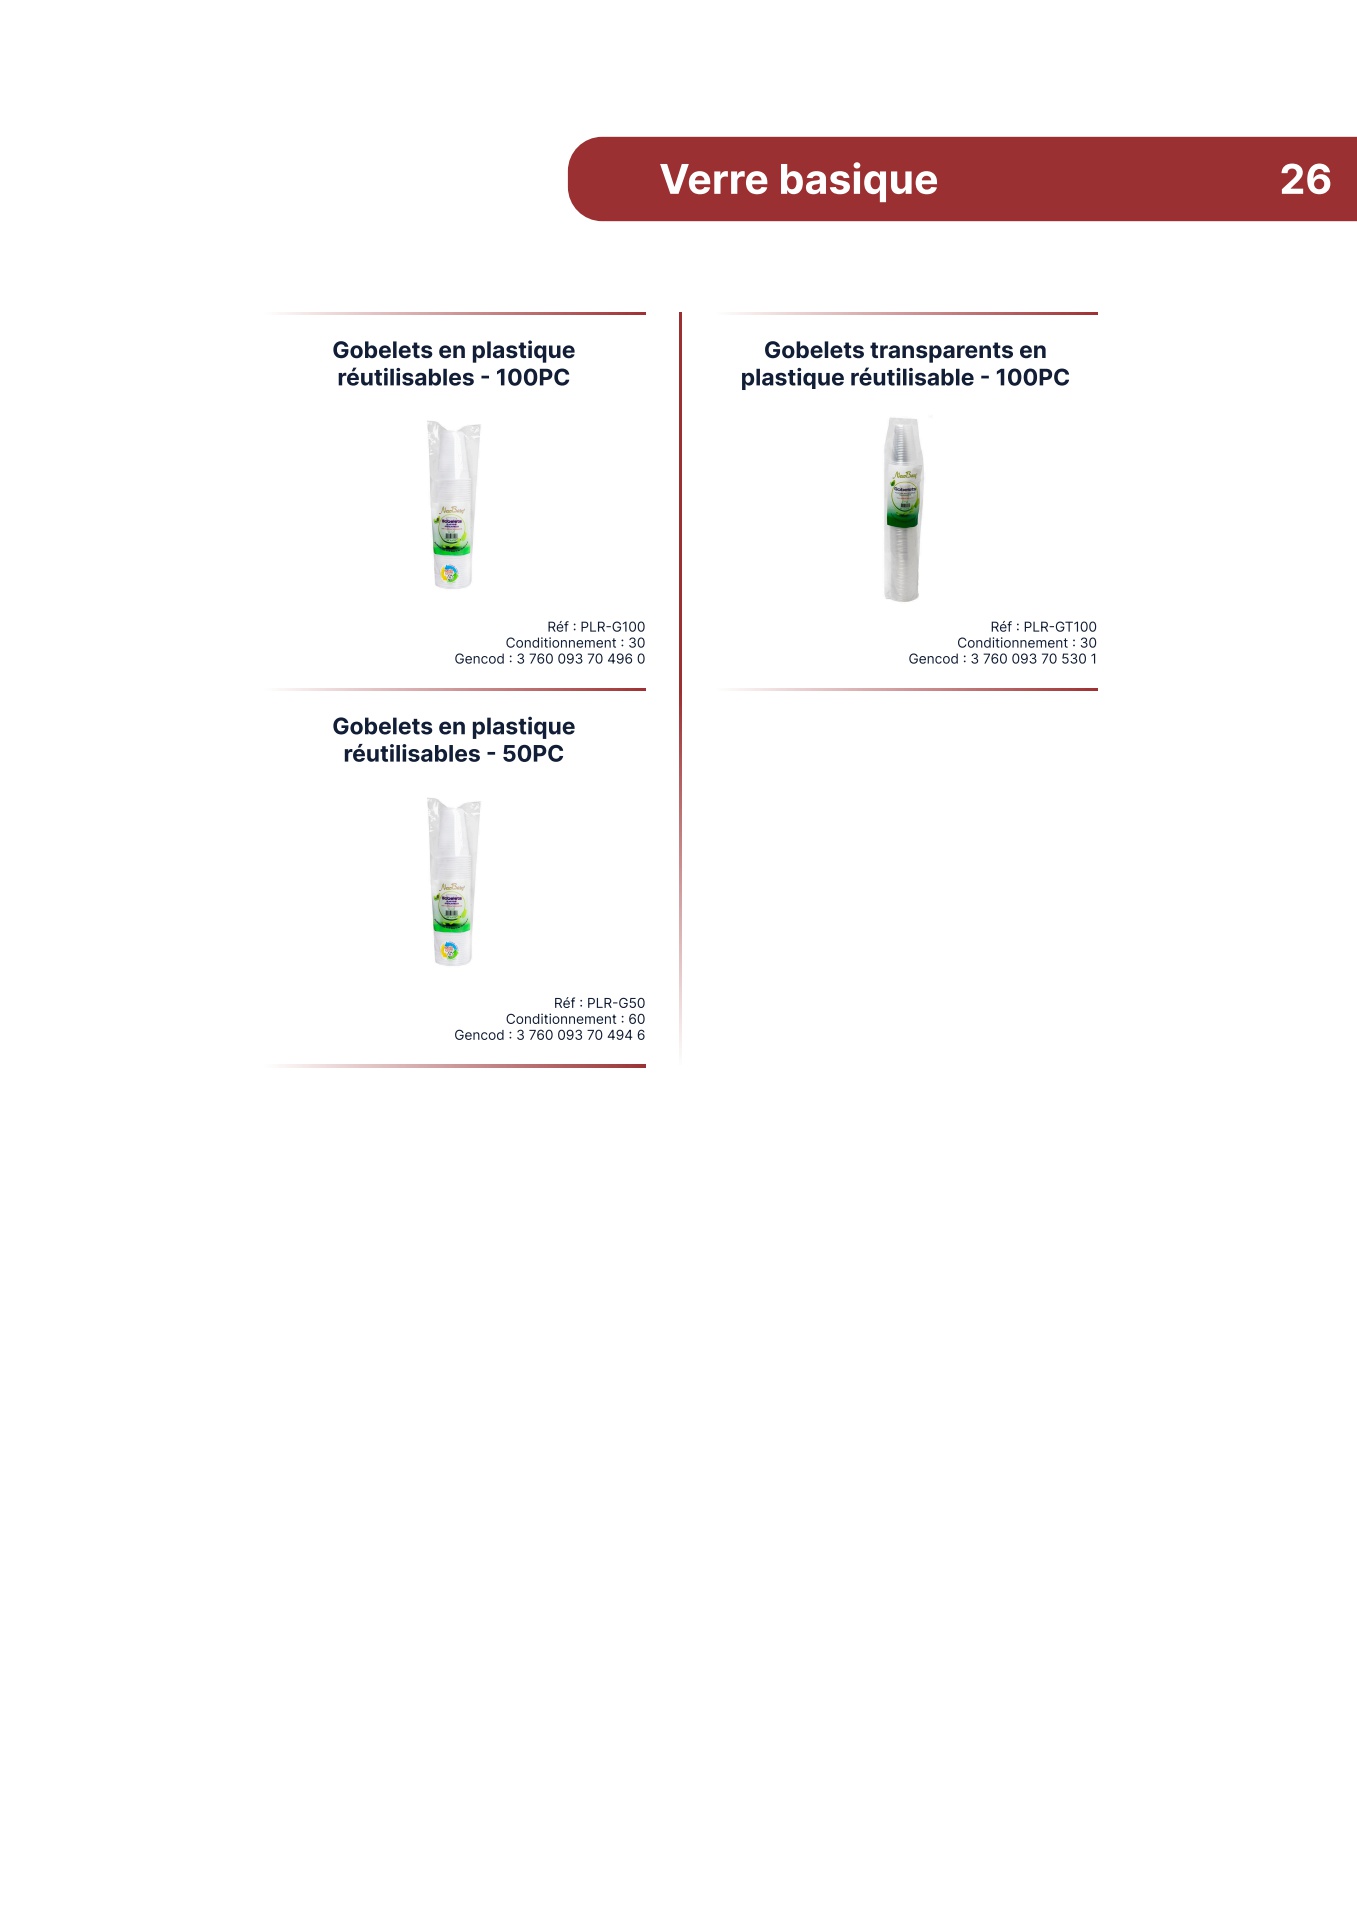 Verre basique
26
Gobelets en plastique
réutilisables - 100PC
Réf : PLR-G100
Conditionnement : 30
Gencod : 3 760 093 70 496 0
Gobelets en plastique
réutilisables - 50PC
Réf : PLR-G50
Conditionnement : 60
Gencod : 3 760 093 70 494 6
Gobelets transparents en
plastique réutilisable - 100PC
Réf : PLR-GT100
Conditionnement : 30
Gencod : 3 760 093 70 530 1